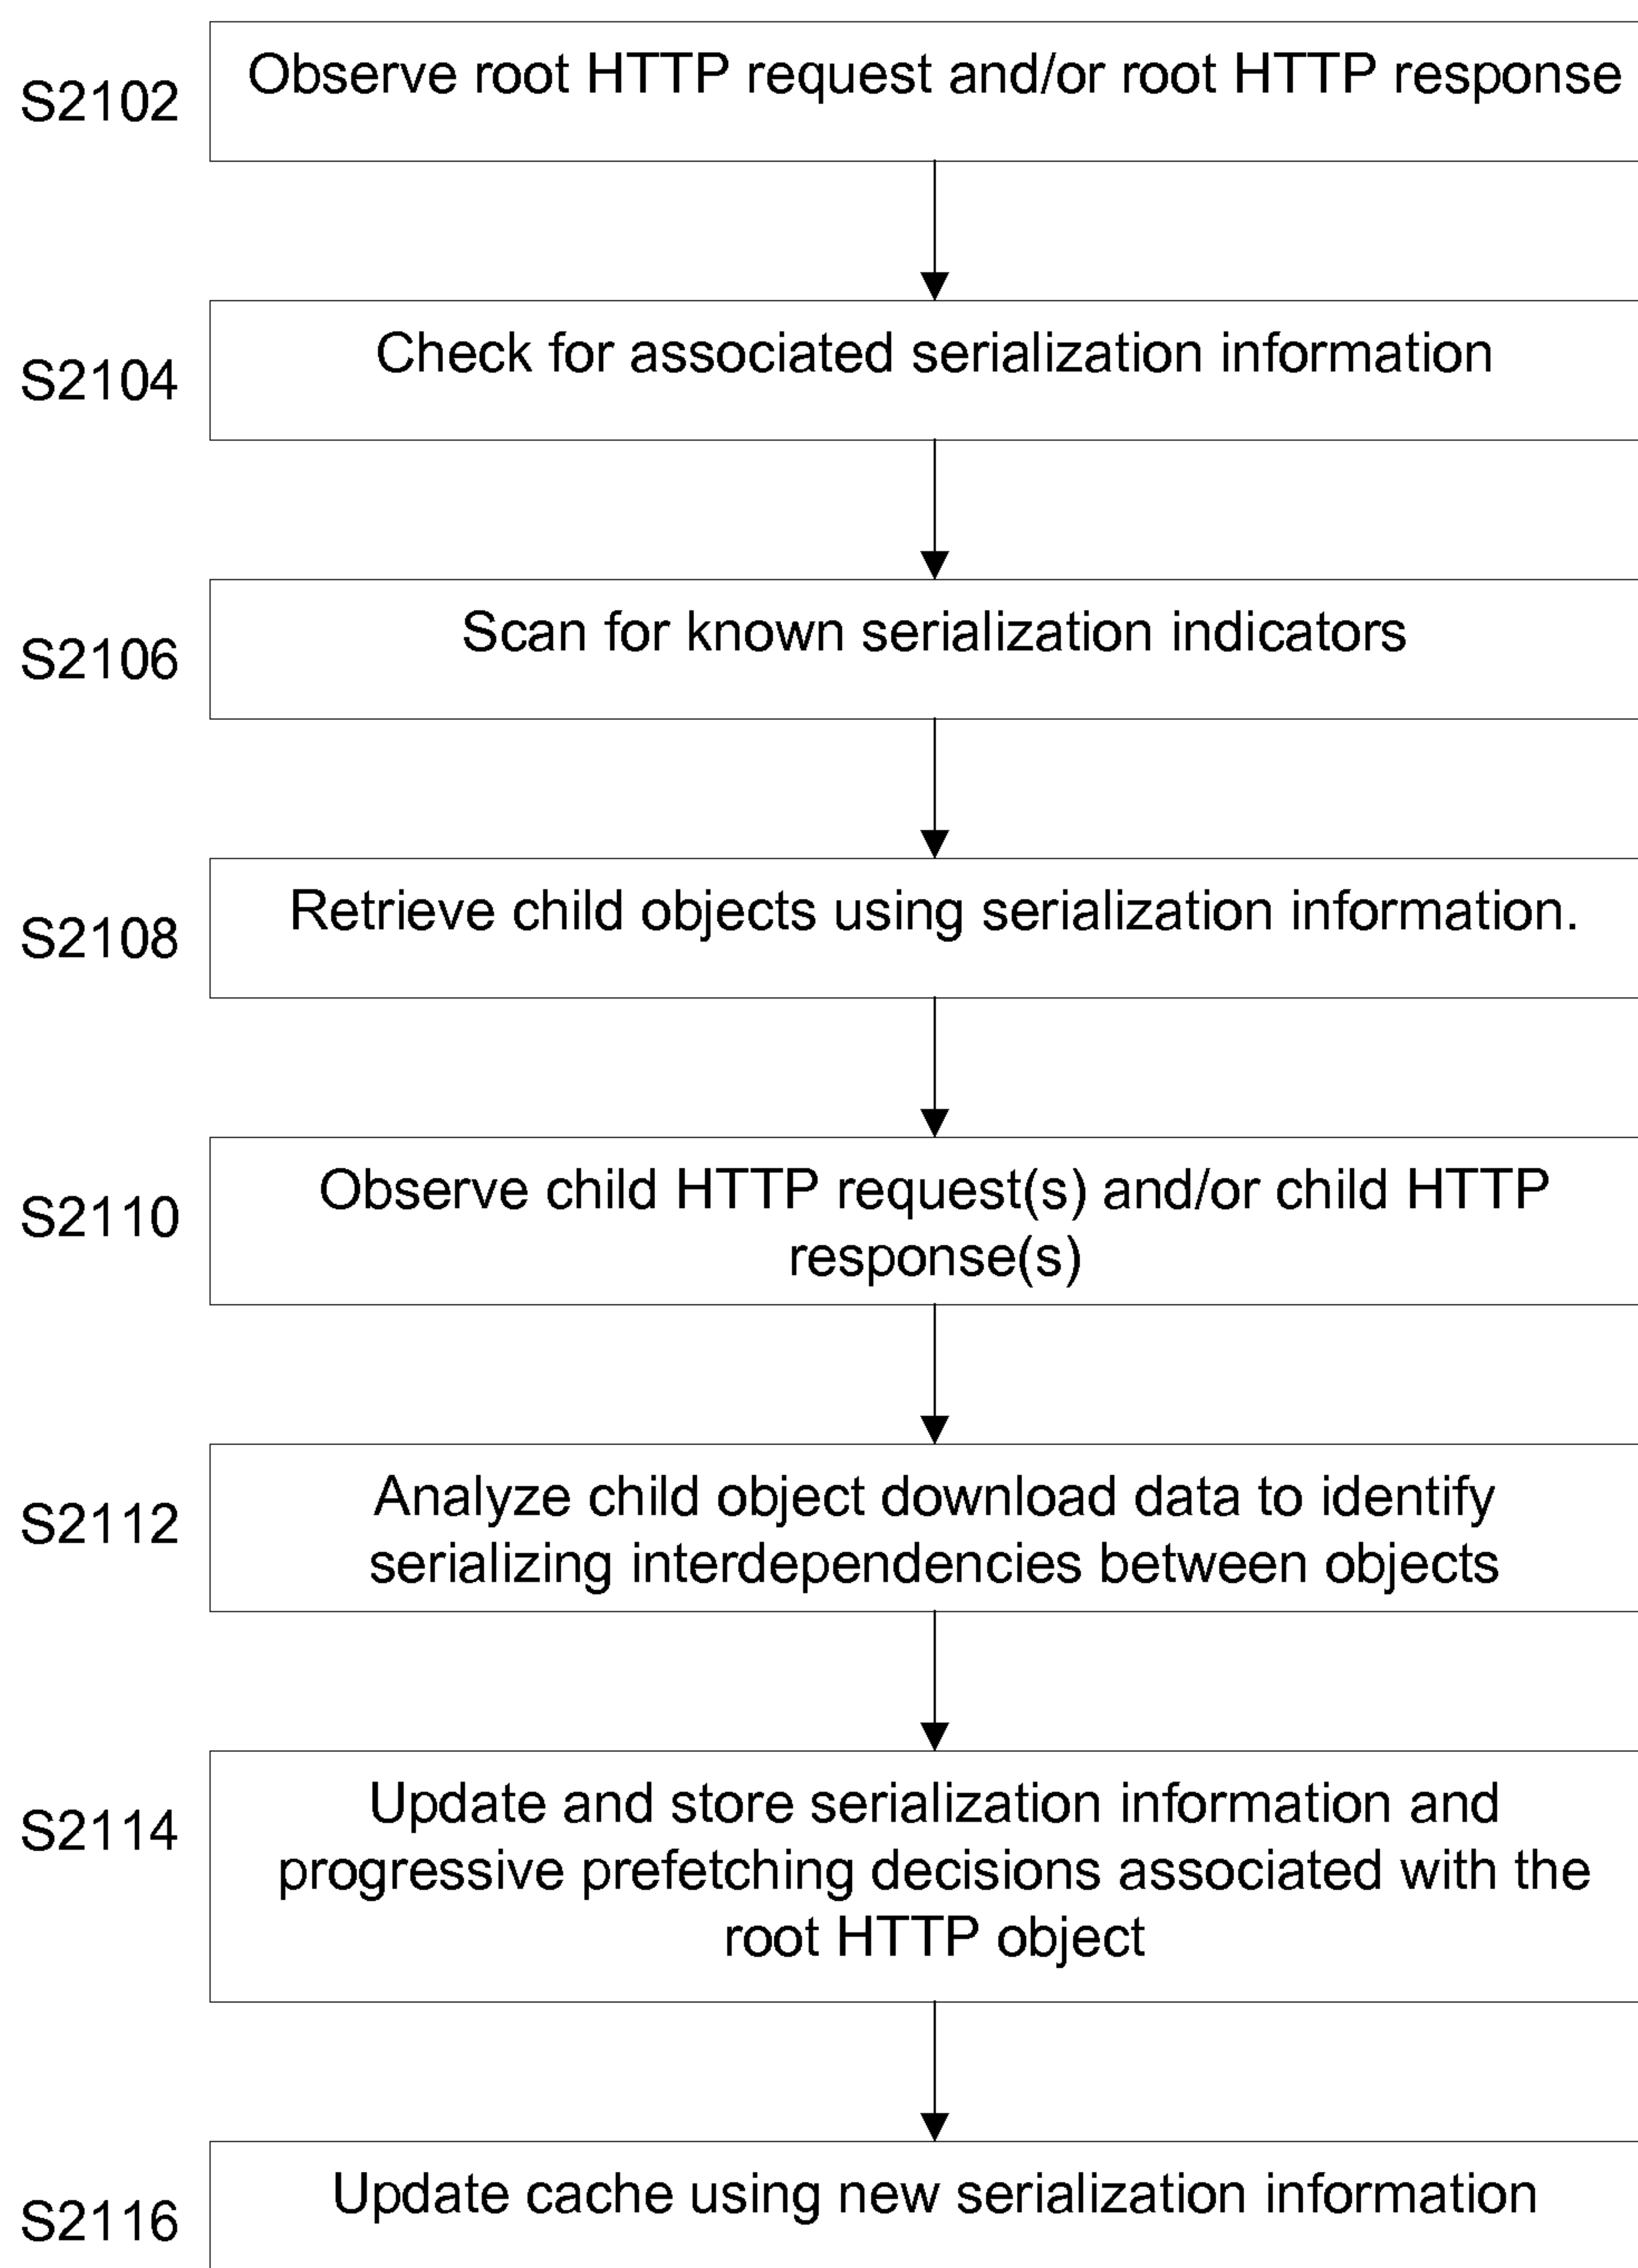 S2102
Observe root HTTP request and/or root HTTP response
S2104
Check for associated serialization information
S2106
Scan for known serialization indicators
S2108
Retrieve child objects using serialization information.
S2110
Observe child HTTP request(s) and/or child HTTP
response(s)
S2112
Analyze child object download data to identify
serializing interdependencies between objects
S2114
Update and store serialization information and
progressive prefetching decisions associated with the
root HTTP object
S2116
Update cache using new serialization information